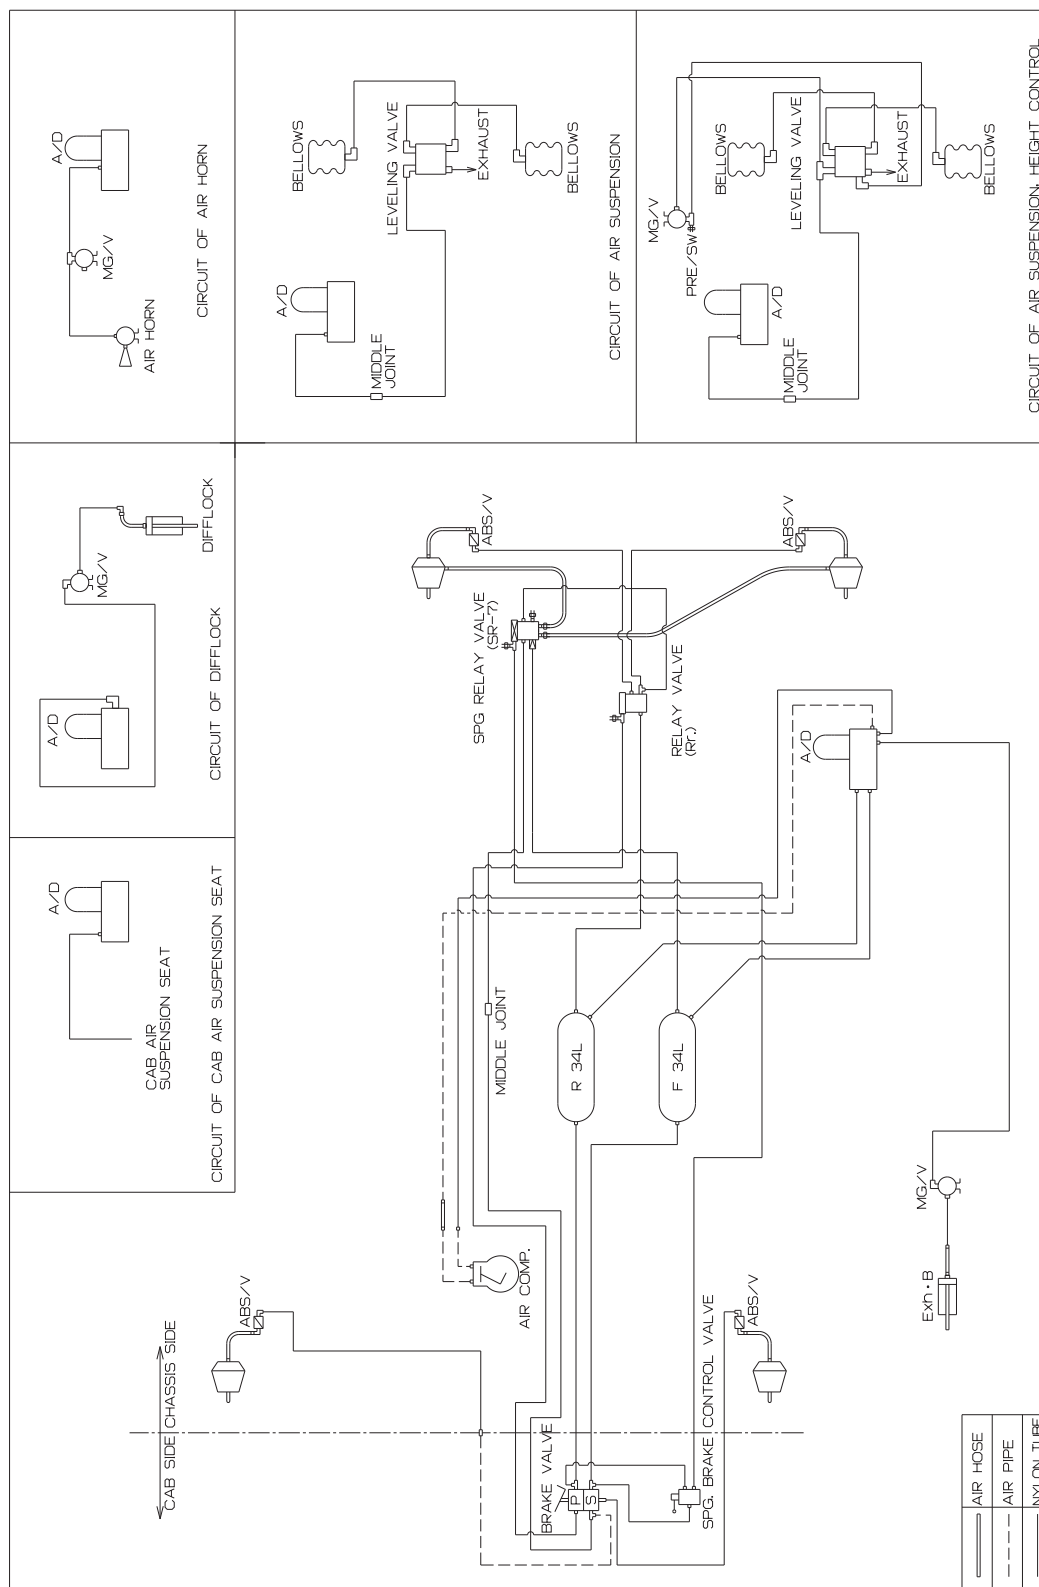 A/D
MG/V
AIR HORN
CIRCUIT OF AIR HORN
BELLOWS
LEVELING VALVE
EXHAUST
BELLOWS
A/D
MIDDLE
JOINT
CIRCUIT OF AIR SUSPENSION
MG/V
PRE/SW
BELLOWS
LEVELING VALVE
EXHAUST
BELLOWS
A/D
MIDDLE
JOINT
CIRCUIT OF AIR SUSPENSION, HEIGHT CONTROL
DIFFLOCK
MG/V
A/D
CIRCUIT OF DIFFLOCK
A/D
CAB AIR
SUSPENSION SEAT
CIRCUIT OF CAB AIR SUSPENSION SEAT
ABS/V
ABS/V
SPG RELAY VALVE
(SR-7)
RELAY VALVE
(Rr.)
A/D
MIDDLE JOINT
R 34L
F 34L
AIR COMP.
ABS/V
ABS/V
CAB SIDE
CHASSIS SIDE
BRAKE VALVE
P
S
SPG. BRAKE CONTROL VALVE
MG/V
Exh·B
AIR HOSE
AIR PIPE
NYLON TUBE